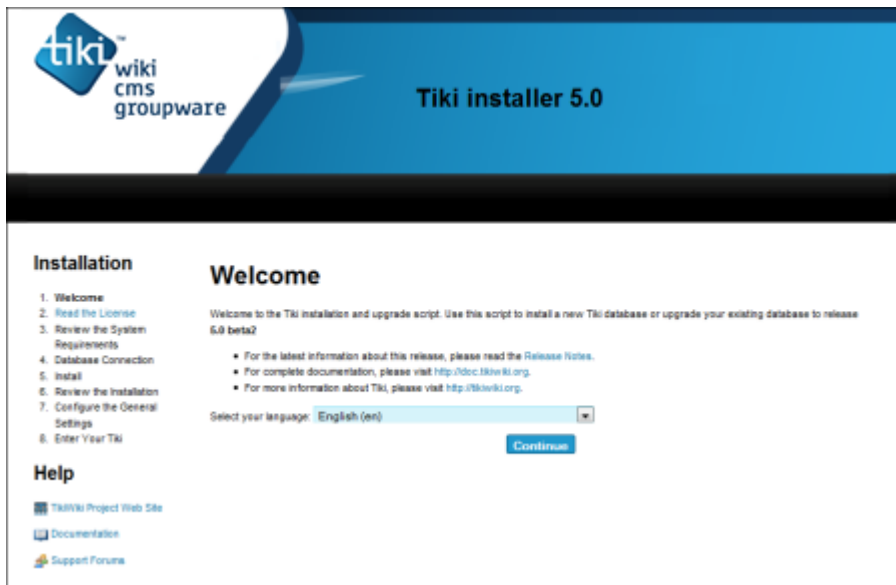 tiki™
wiki
cms
groupware
Tiki installer 5.0
Installation
1. Welcome
2. Read the License
3. Review the System
Requirements
4. Database Connection
5. Install
6. Review the Installation
7. Configure the General
Settings
8. Enter Your Tiki
Help
TikiWiki Project Web Site
Documentation
Support Forums
Welcome
Welcome to the Tiki installation and upgrade script. Use this script to install a new Tiki database or upgrade your existing database to release
5.0 beta2
• For the latest information about this release, please read the Release Notes.
• For complete documentation, please visit http://doc.tikiwiki.org.
• For more information about Tiki, please visit http://tikiwiki.org.
Select your language: English (en)
Continue